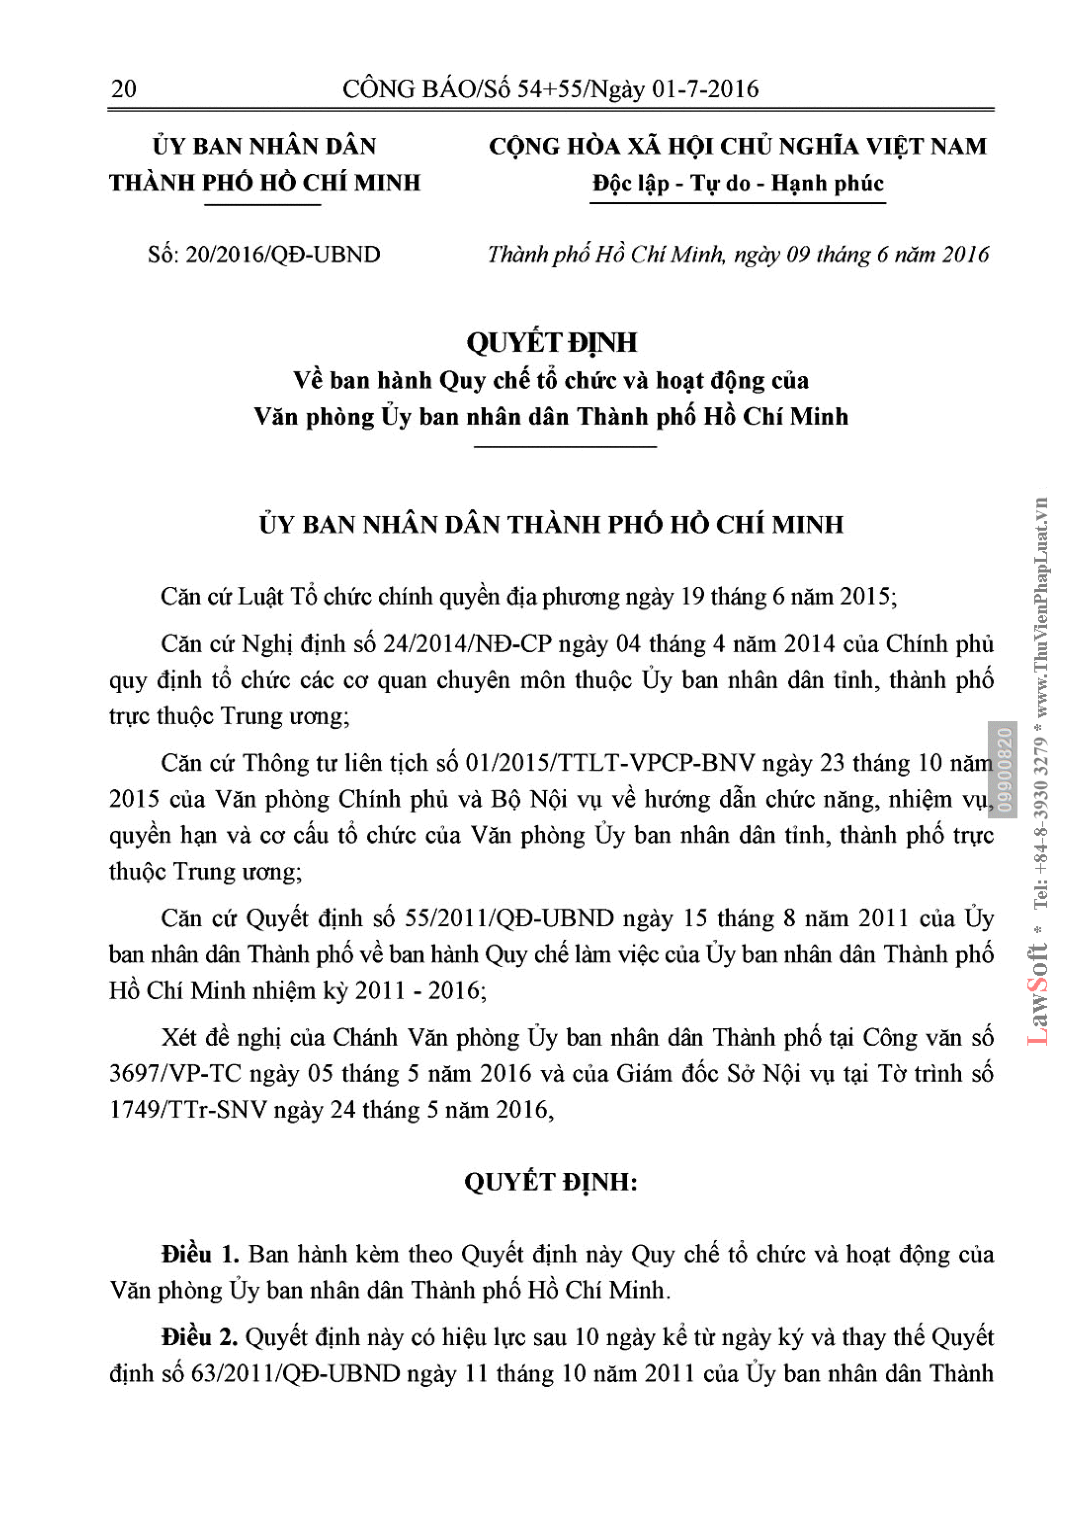 20
CÔNG BÁO/Số 54+55/Ngày 01-7-2016
ỦY BAN NHÂN DÂN
THÀNH PHỐ HỒ CHÍ MINH
CỘNG HÒA XÃ HỘI CHỦ NGHĨA VIỆT NAM
Độc lập - Tự do - Hạnh phúc
Số: 20/2016/QĐ-UBND
Thành phố Hồ Chí Minh, ngày 09 tháng 6 năm 2016
QUYẾT ĐỊNH
Về ban hành Quy chế tổ chức và hoạt động của
Văn phòng Ủy ban nhân dân Thành phố Hồ Chí Minh
ỦY BAN NHÂN DÂN THÀNH PHỐ HỒ CHÍ MINH
Căn cứ Luật Tổ chức chính quyền địa phương ngày 19 tháng 6 năm 2015;
Căn cứ Nghị định số 24/2014/NĐ-CP ngày 04 tháng 4 năm 2014 của Chính phủ
quy định tổ chức các cơ quan chuyên môn thuộc Ủy ban nhân dân tỉnh, thành phố
trực thuộc Trung ương;
Căn cứ Thông tư liên tịch số 01/2015/TTLT-VPCP-BNV ngày 23 tháng 10 năm
2015 của Văn phòng Chính phủ và Bộ Nội vụ về hướng dẫn chức năng, nhiệm vụ,
quyền hạn và cơ cấu tổ chức của Văn phòng Ủy ban nhân dân tỉnh, thành phố trực
thuộc Trung ương;
Căn cứ Quyết định số 55/2011/QĐ-UBND ngày 15 tháng 8 năm 2011 của Ủy
ban nhân dân Thành phố về ban hành Quy chế làm việc của Ủy ban nhân dân Thành phố
Hồ Chí Minh nhiệm kỳ 2011 - 2016;
Xét đề nghị của Chánh Văn phòng Ủy ban nhân dân Thành phố tại Công văn số
3697/VP-TC ngày 05 tháng 5 năm 2016 và của Giám đốc Sở Nội vụ tại Tờ trình số
1749/TTr-SNV ngày 24 tháng 5 năm 2016,
QUYẾT ĐỊNH:
Điều 1. Ban hành kèm theo Quyết định này Quy chế tổ chức và hoạt động của
Văn phòng Ủy ban nhân dân Thành phố Hồ Chí Minh.
Điều 2. Quyết định này có hiệu lực sau 10 ngày kể từ ngày ký và thay thế Quyết
định số 63/2011/QĐ-UBND ngày 11 tháng 10 năm 2011 của Ủy ban nhân dân Thành
09900820
LawSoft * Tel: +84-8-3930 3279 * www.ThuVienPhapLuat.vn